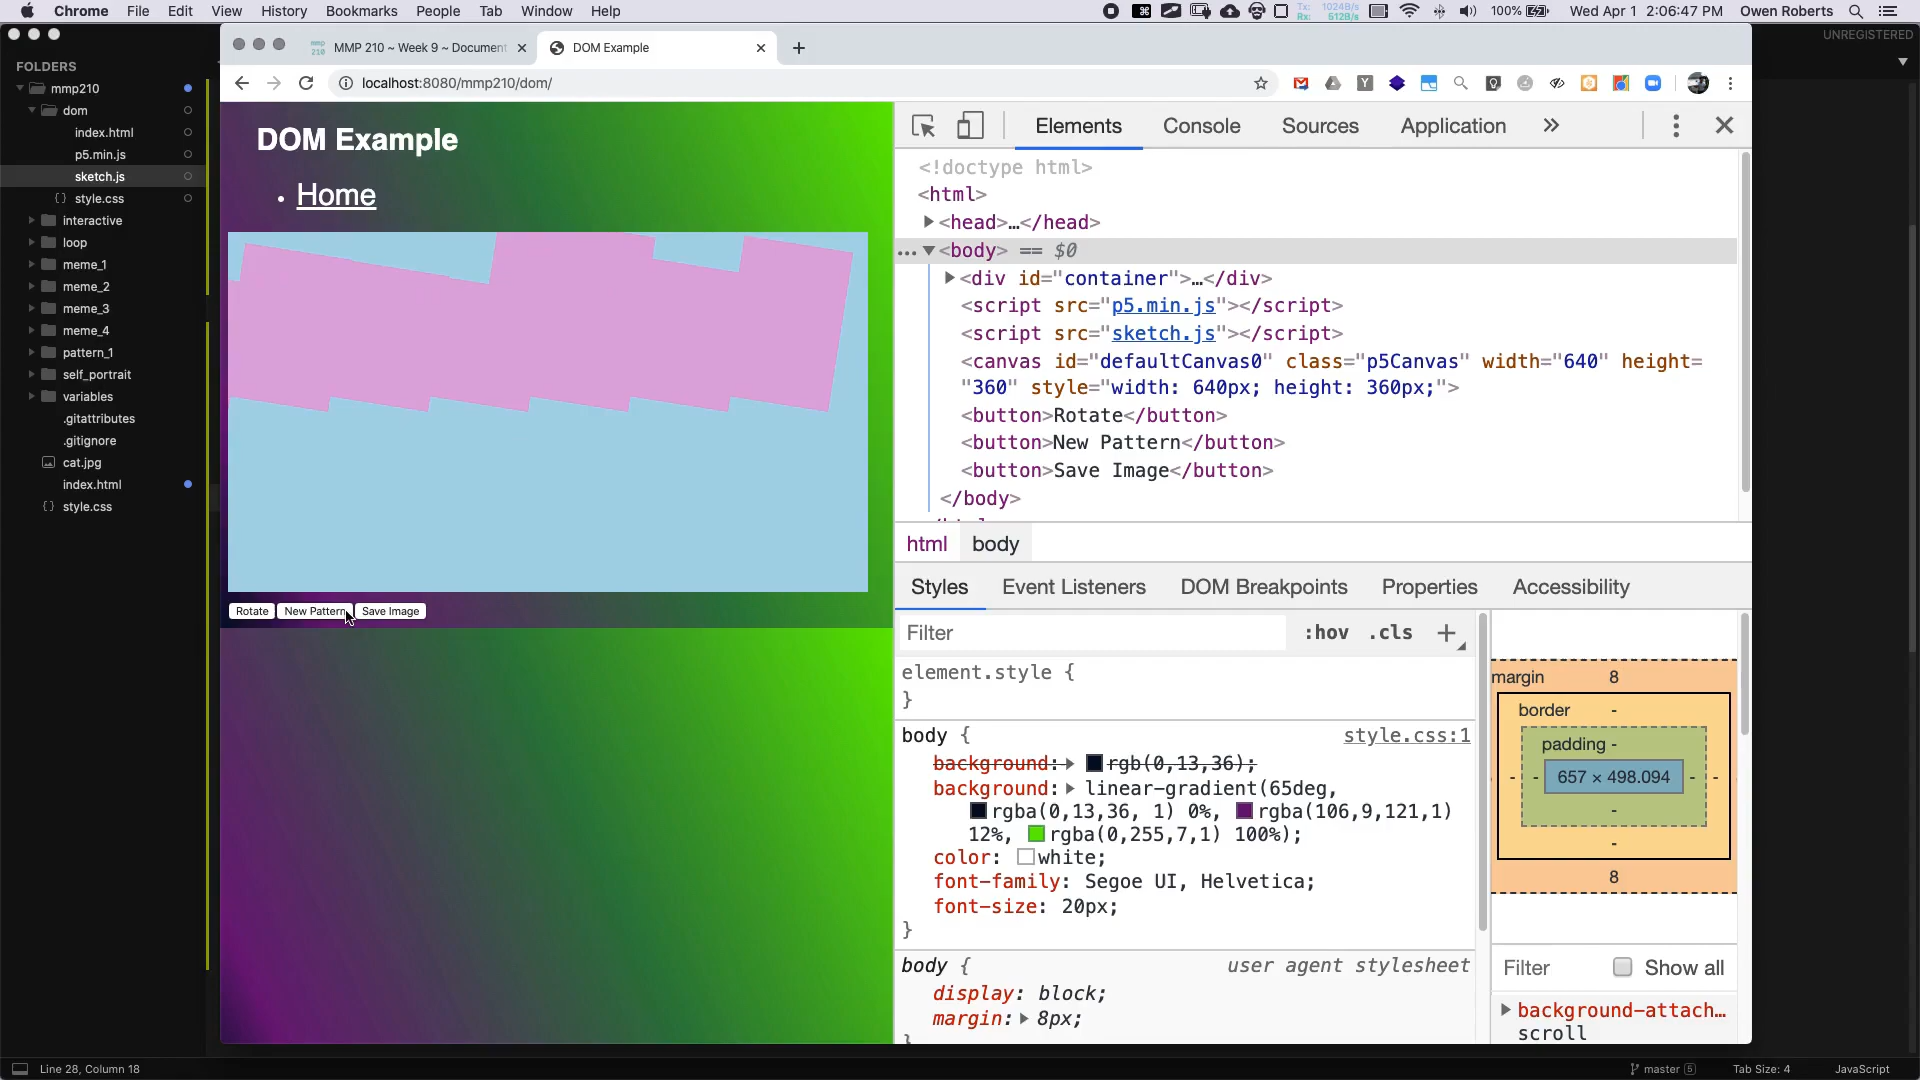 Chrome File Edit View History Bookmarks People Tab Window Help Tx: 1024B/s Rx: 512B/s 100% Wed Apr 1 2:06:47 PM Owen Roberts
UNREGISTERED
FOLDERS
mmp210
dom
index.html
p5.min.js
sketch.js
{} style.css
interactive
loop
meme_1
meme_2
meme_3
meme_4
pattern_1
self_portrait
variables
.gitattributes
.gitignore
cat.jpg
index.html
{} style.css
mmp 210 MMP 210 ~ Week 9 ~ Document
DOM Example
localhost:8080/mmp210/dom/
DOM Example
Home
Rotate New Pattern Save Image
Elements Console Sources Application
<!doctype html>
<html>
<head>…</head>
… <body> == $0
<div id="container">…</div>
<script src="p5.min.js"></script>
<script src="sketch.js"></script>
<canvas id="defaultCanvas0" class="p5Canvas" width="640" height=
"360" style="width: 640px; height: 360px;">
<button>Rotate</button>
<button>New Pattern</button>
<button>Save Image</button>
</body>
html body
Styles Event Listeners DOM Breakpoints Properties Accessibility
Filter :hov .cls +
element.style {
}
body { style.css:1
background: rgb(0,13,36);
background: linear-gradient(65deg,
rgba(0,13,36, 1) 0%, rgba(106,9,121,1)
12%, rgba(0,255,7,1) 100%);
color: white;
font-family: Segoe UI, Helvetica;
font-size: 20px;
}
body { user agent stylesheet
display: block;
margin: 8px;
margin 8
border -
padding -
- - 657 × 498.094 - -
-
-
8
Filter Show all
background-attach…
scroll
Line 28, Column 18
master 5 Tab Size: 4 JavaScript